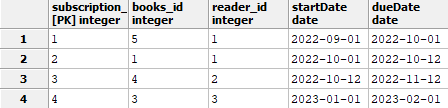 subscription_ books_id reader_id startDate dueDate
[PK] integer integer integer date date
1 1 5 1 2022-09-01 2022-10-01
2 2 1 1 2022-10-01 2022-10-12
3 3 4 2 2022-10-12 2022-11-12
4 4 3 3 2023-01-01 2023-02-01